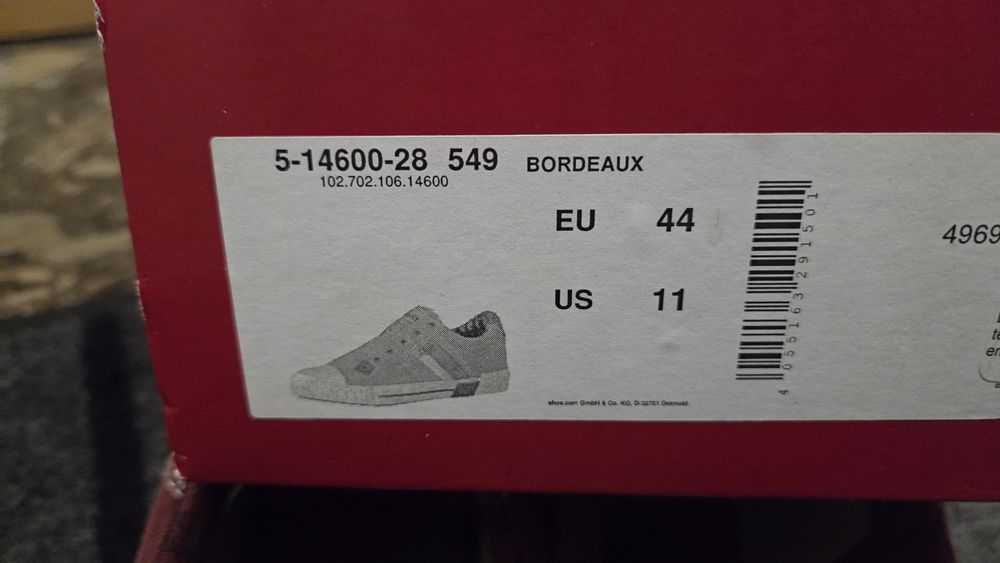 5-14600-28 549 BORDEAUX
102.702.106.14600
EU 44
US 11
4 055163 291501
4969
shoe.com GmbH & Co. KG, D-32721 Detmold